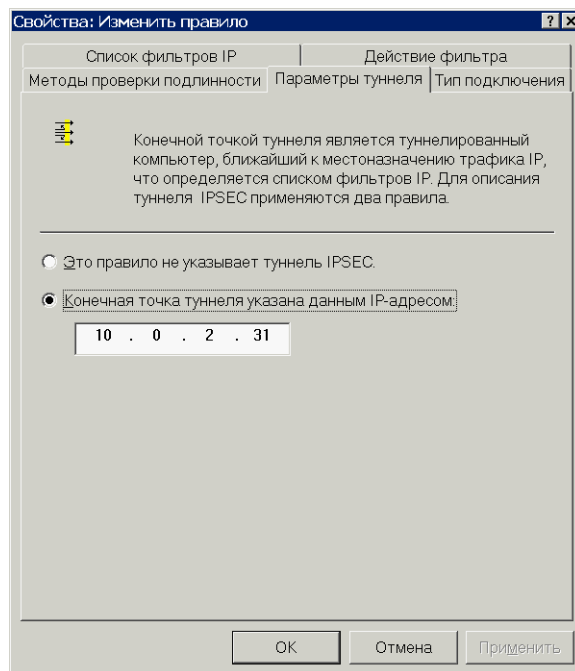 Свойства: Изменить правило
Список фильтров IP
Действие фильтра
Методы проверки подлинности
Параметры туннеля
Тип подключения
Конечной точкой туннеля является туннелированный
компьютер, ближайший к местоназначению трафика IP,
что определяется списком фильтров IP. Для описания
туннеля IPSEC применяются два правила.
Это правило не указывает туннель IPSEC.
Конечная точка туннеля указана данным IP-адресом:
10 . 0 . 2 . 31
ОК
Отмена
Применить